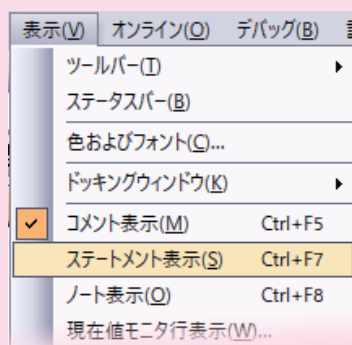 表示(V) オンライン(O) デバッグ(B)
ツールバー(T)
ステータスバー(B)
色およびフォント(C)...
ドッキングウィンドウ(K)
コメント表示(M) Ctrl+F5
ステートメント表示(S) Ctrl+F7
ノート表示(O) Ctrl+F8
現在値モニタ行表示(W)...